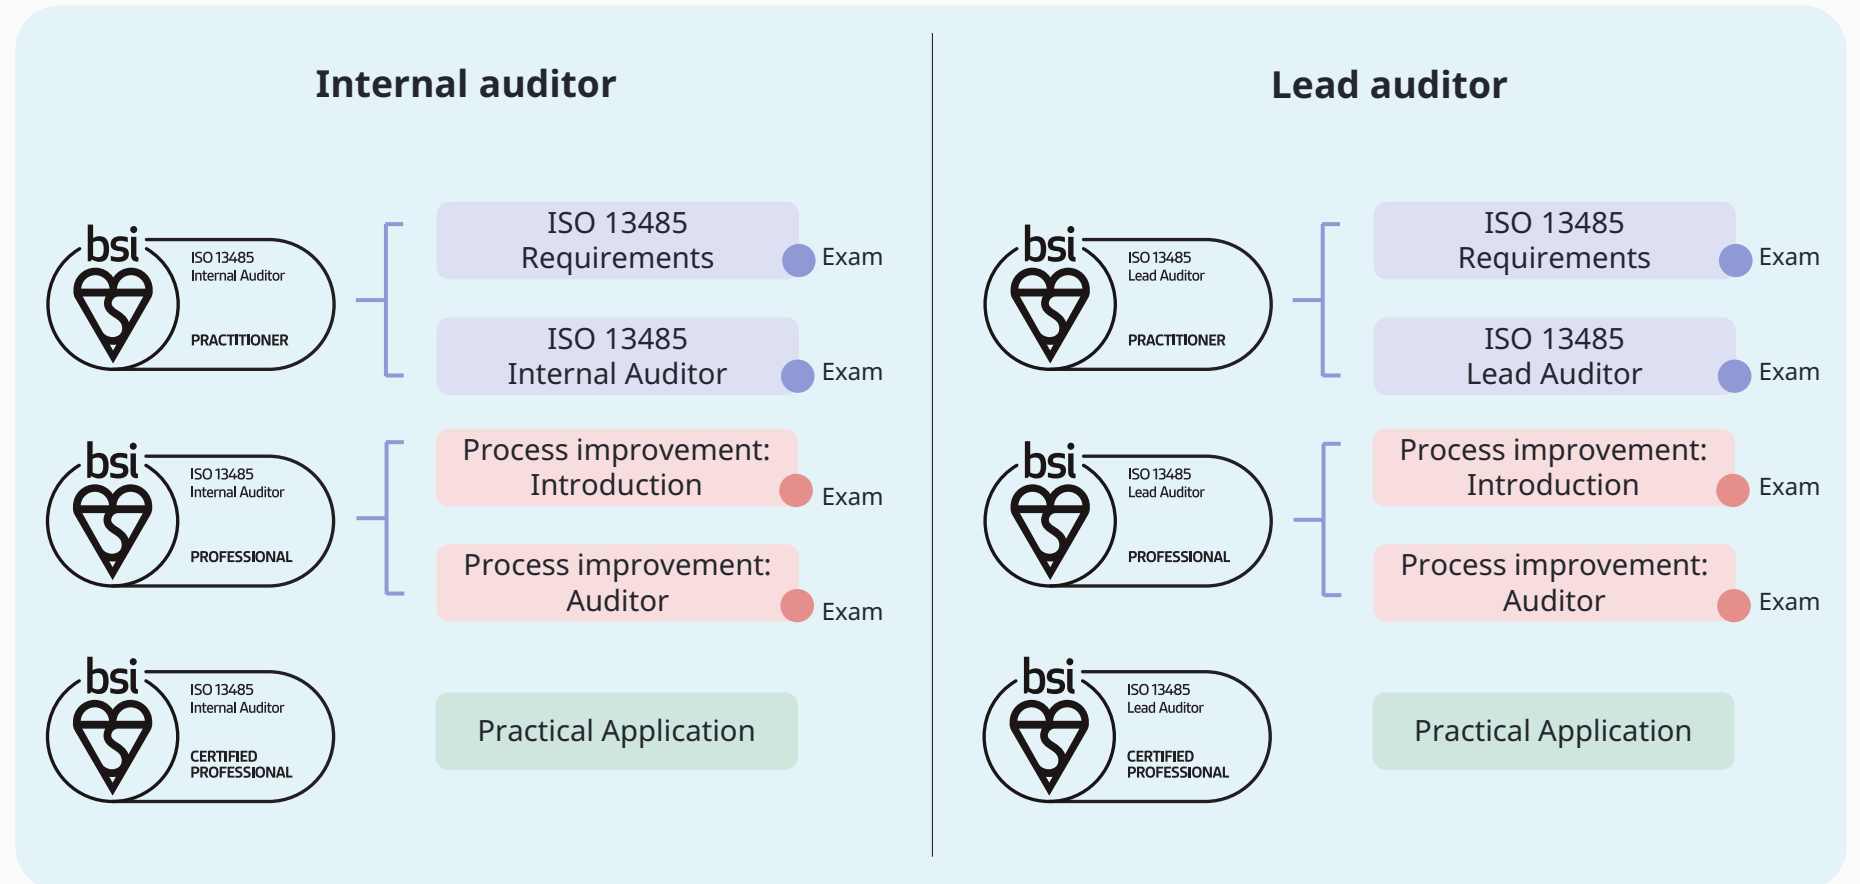 Internal auditor
bsi
ISO 13485
Internal Auditor
PRACTITIONER
ISO 13485
Requirements
Exam
ISO 13485
Internal Auditor
Exam
bsi
ISO 13485
Internal Auditor
PROFESSIONAL
Process improvement:
Introduction
Exam
Process improvement:
Auditor
Exam
bsi
ISO 13485
Internal Auditor
CERTIFIED
PROFESSIONAL
Practical Application
Lead auditor
bsi
ISO 13485
Lead Auditor
PRACTITIONER
ISO 13485
Requirements
Exam
ISO 13485
Lead Auditor
Exam
bsi
ISO 13485
Lead Auditor
PROFESSIONAL
Process improvement:
Introduction
Exam
Process improvement:
Auditor
Exam
bsi
ISO 13485
Lead Auditor
CERTIFIED
PROFESSIONAL
Practical Application